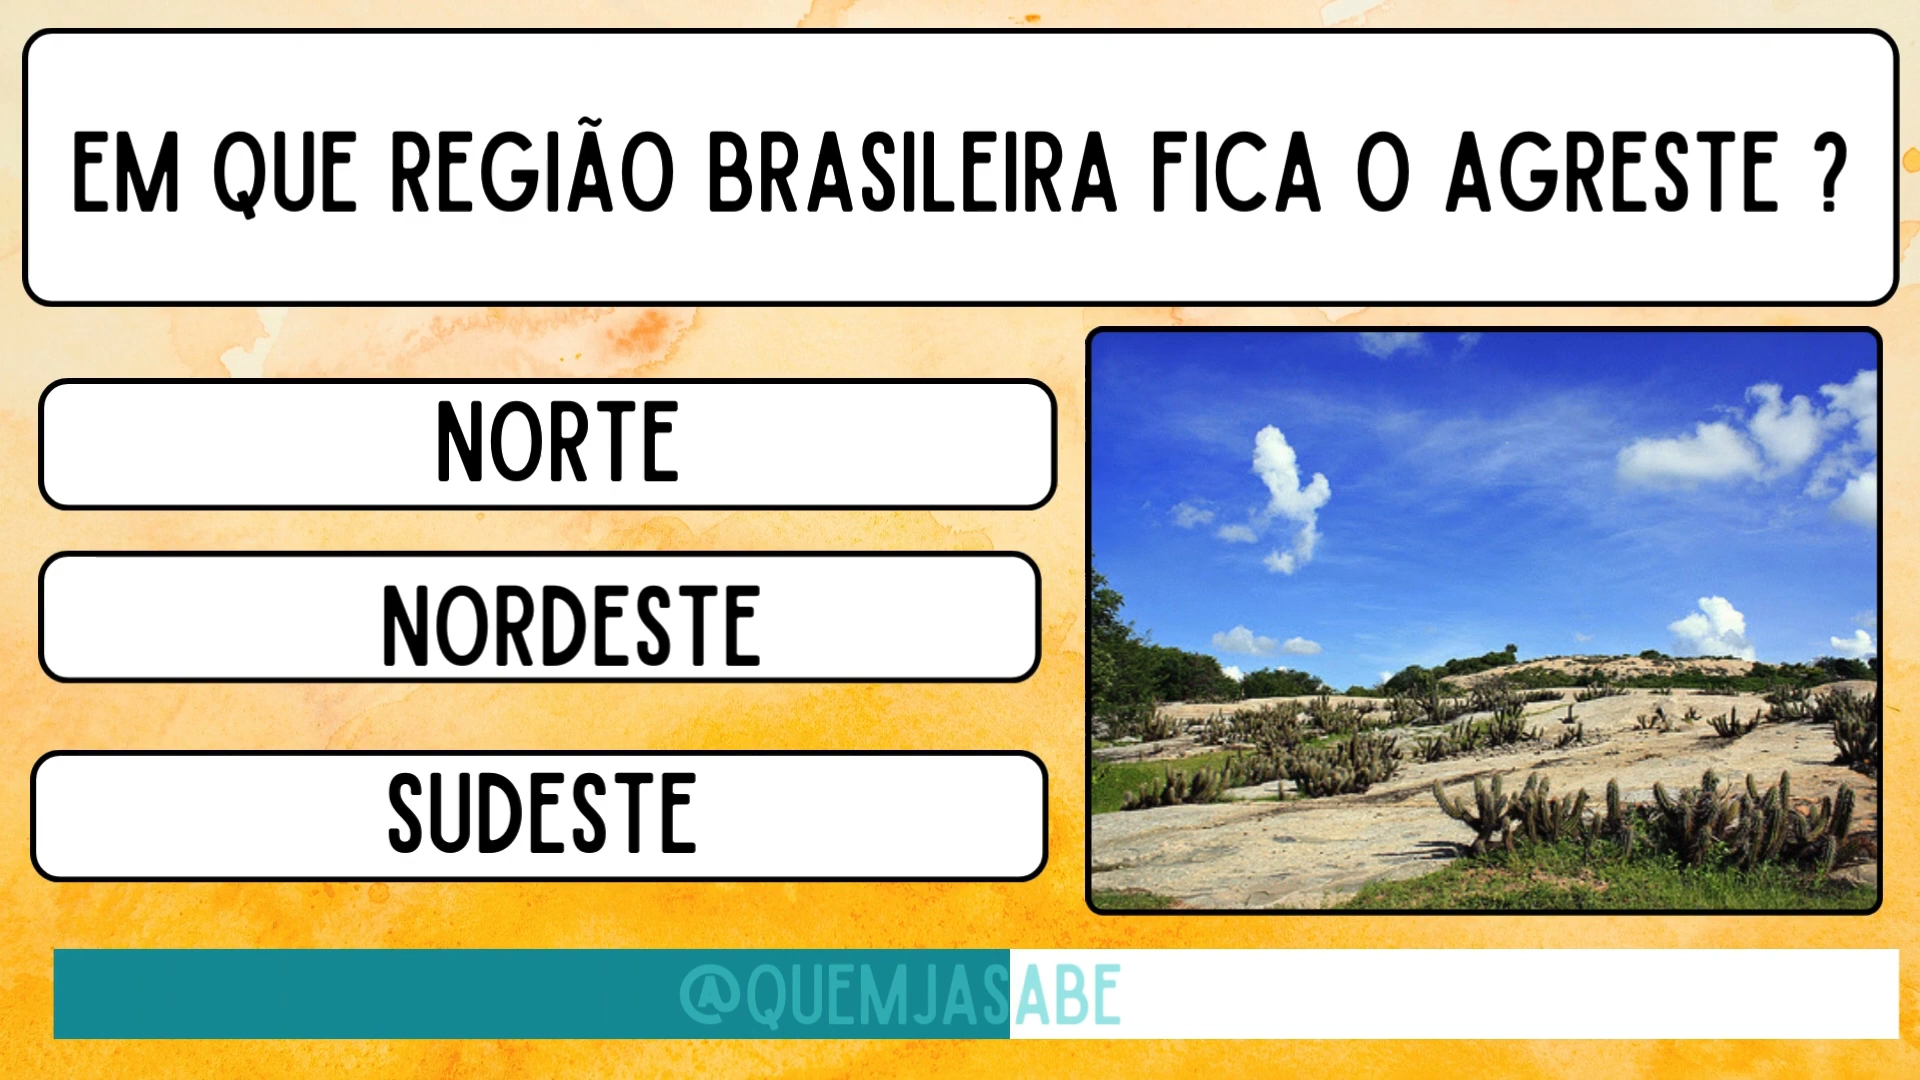 EM QUE REGIÃO BRASILEIRA FICA O AGRESTE ?
NORTE
NORDESTE
SUDESTE
@QUEMJASABE